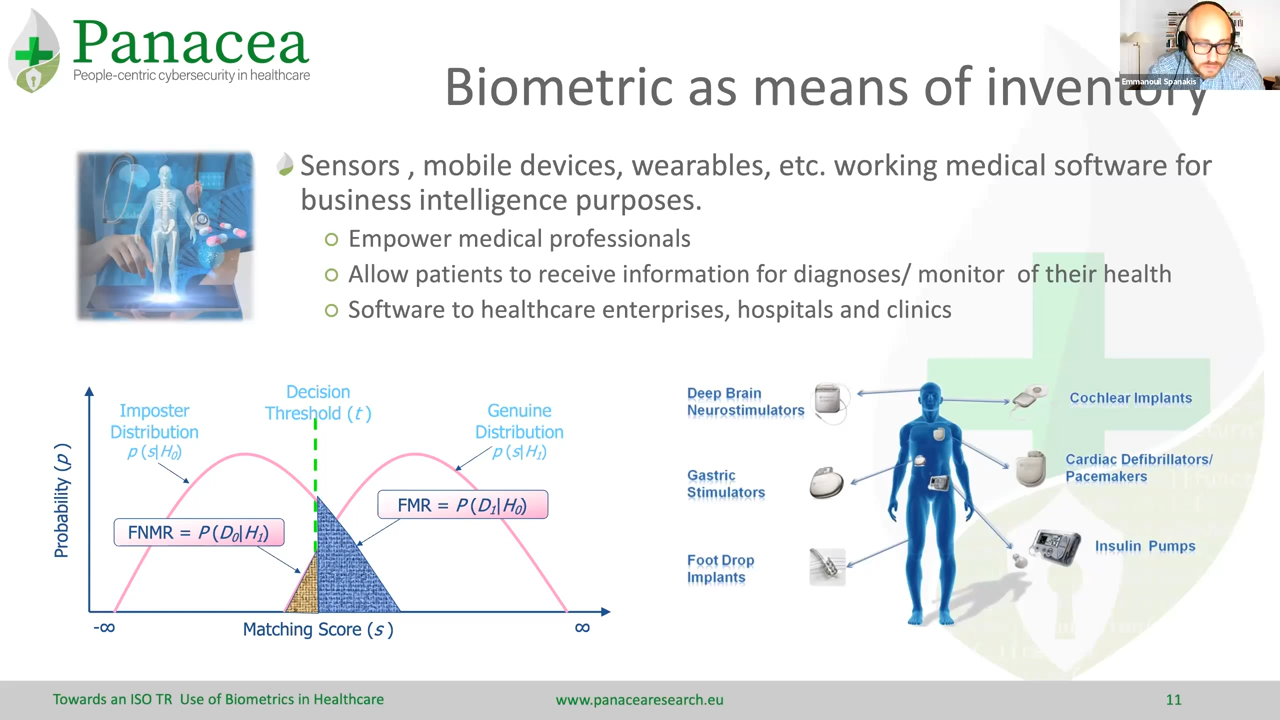 Panacea
People-centric cybersecurity in healthcare
Emmanouil Spanakis
Biometric as means of inventory
Sensors , mobile devices, wearables, etc. working medical software for
business intelligence purposes.
Empower medical professionals
Allow patients to receive information for diagnoses/ monitor of their health
Software to healthcare enterprises, hospitals and clinics
Decision
Threshold (t )
Imposter
Distribution
p (s|H0)
Genuine
Distribution
p (s|H1)
Probability (p )
FMR = P (D1|H0)
FNMR = P (D0|H1)
-∞
Matching Score (s )
∞
Deep Brain
Neurostimulators
Cochlear Implants
Gastric
Stimulators
Cardiac Defibrillators/
Pacemakers
Foot Drop
Implants
Insulin Pumps
Towards an ISO TR Use of Biometrics in Healthcare
www.panacearesearch.eu
11